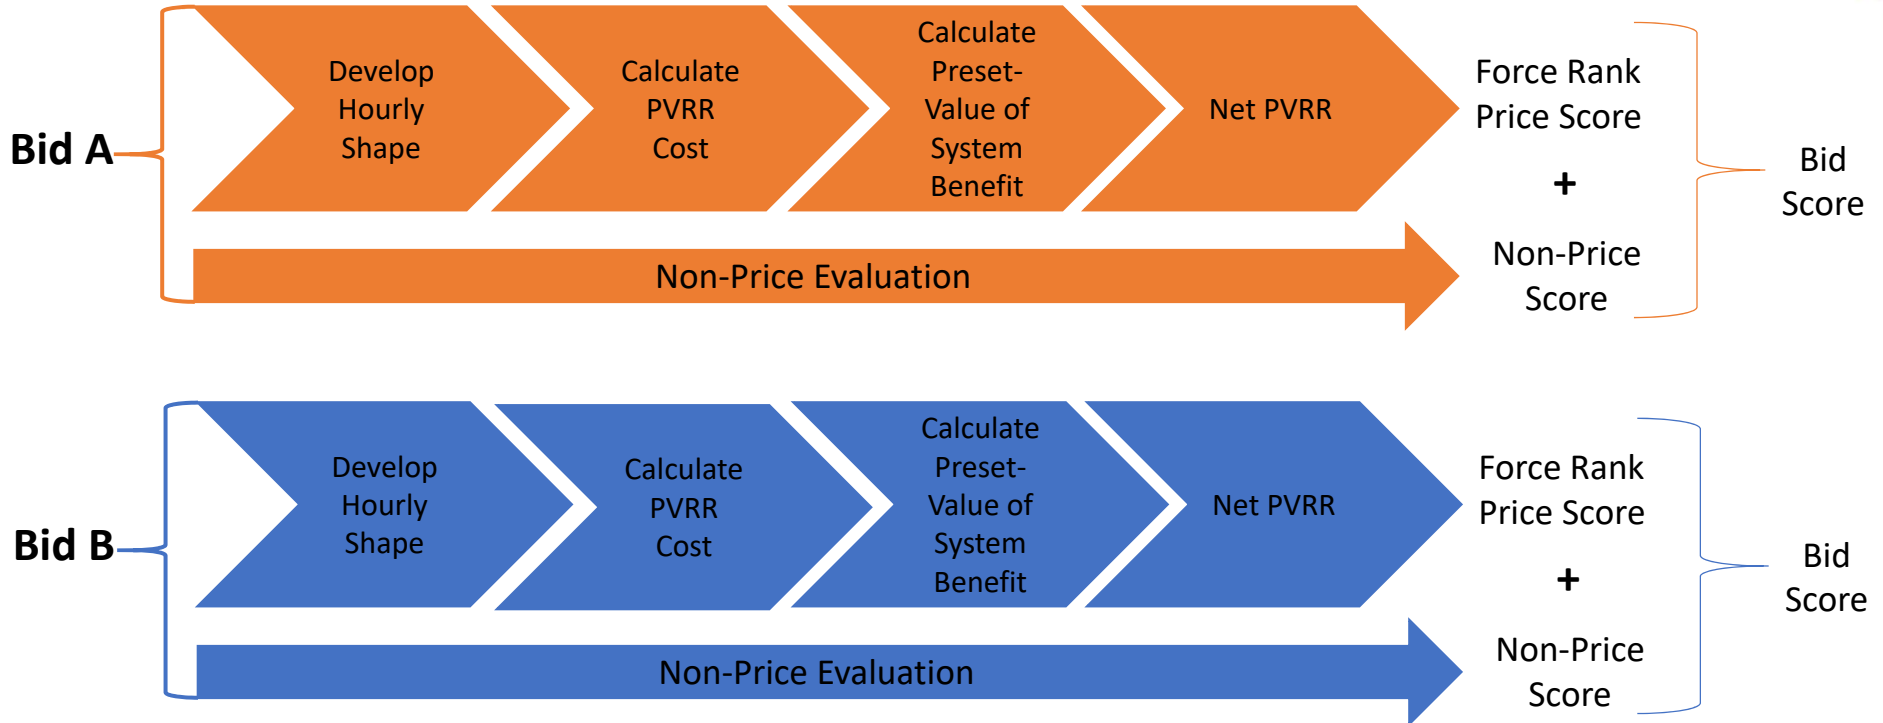 Bid A
Develop
Hourly
Shape
Calculate
PVRR
Cost
Calculate
Preset-
Value of
System
Benefit
Net PVRR
Force Rank
Price Score
+
Non-Price
Score
Bid
Score
Non-Price Evaluation
Bid B
Develop
Hourly
Shape
Calculate
PVRR
Cost
Calculate
Preset-
Value of
System
Benefit
Net PVRR
Force Rank
Price Score
+
Non-Price
Score
Bid
Score
Non-Price Evaluation